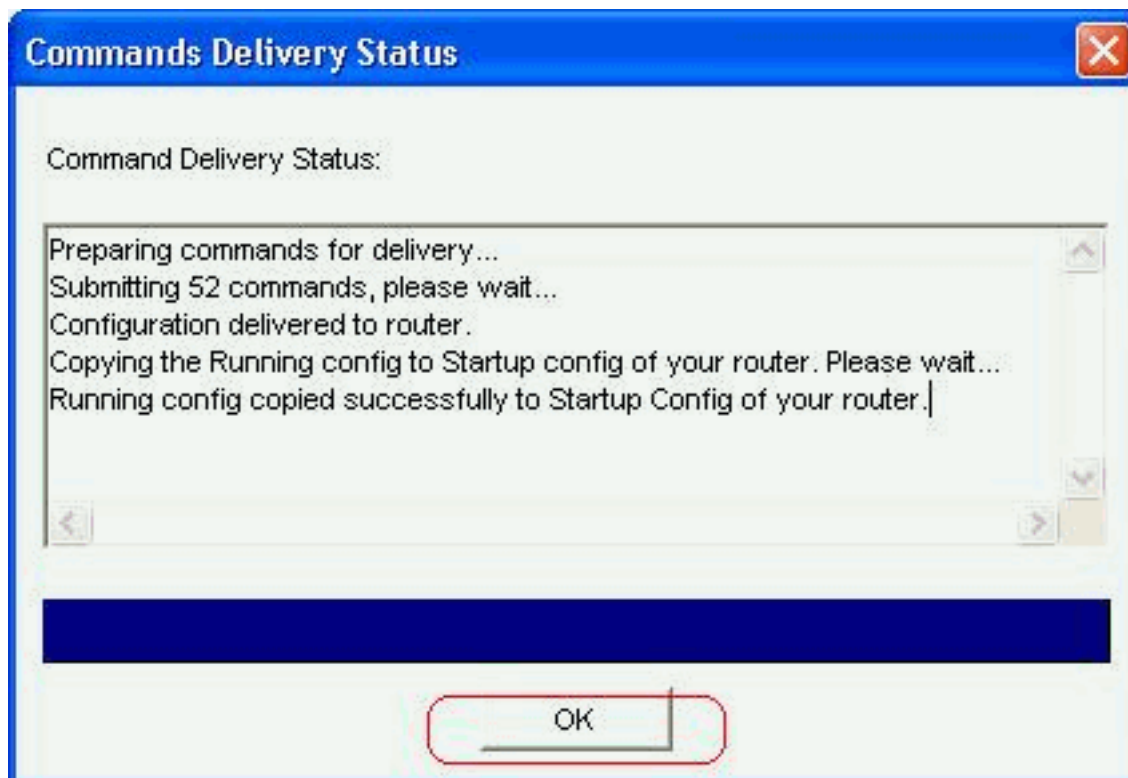 Commands Delivery Status
Command Delivery Status:
Preparing commands for delivery...
Submitting 52 commands, please wait...
Configuration delivered to router.
Copying the Running config to Startup config of your router. Please wait...
Running config copied successfully to Startup Config of your router.
OK